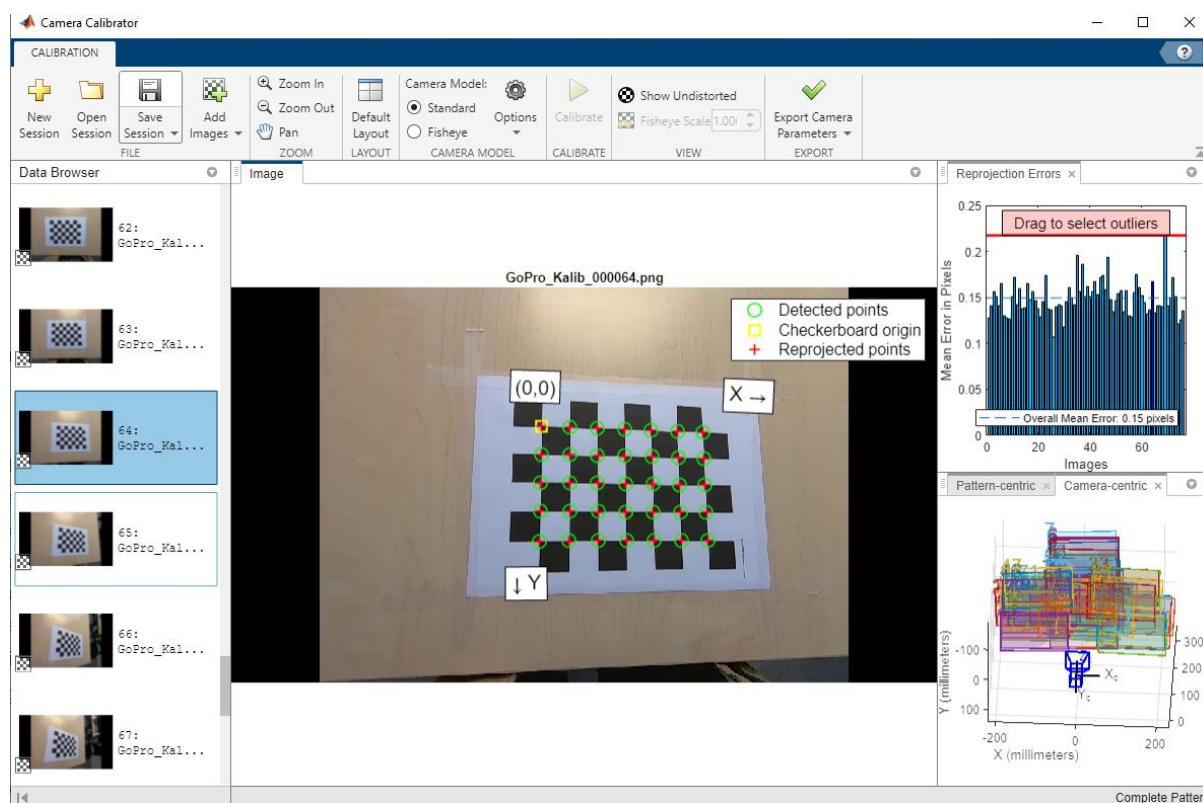 Camera Calibrator
CALIBRATION
New Session
Open Session
Save Session
Add Images
FILE
Zoom In
Zoom Out
Pan
ZOOM
Default Layout
LAYOUT
Camera Model:
Standard
Fisheye
Options
CAMERA MODEL
Calibrate
CALIBRATE
Show Undistorted
Fisheye Scale
VIEW
Export Camera Parameters
EXPORT
Data Browser
62:
GoPro_Kal...
63:
GoPro_Kal...
64:
GoPro_Kal...
65:
GoPro_Kal...
66:
GoPro_Kal...
67:
GoPro_Kal...
Image
GoPro_Kalib_000064.png
Detected points
Checkerboard origin
Reprojected points
(0,0)
X →
↓ Y
Reprojection Errors
Drag to select outliers
Mean Error in Pixels
0.25
0.2
0.15
0.1
0.05
0
Overall Mean Error: 0.15 pixels
0 20 40 60
Images
Pattern-centric
Camera-centric
Y (millimeters)
-100
0
100
300
200
100
0
-200 0 200
X (millimeters)
Complete Patter